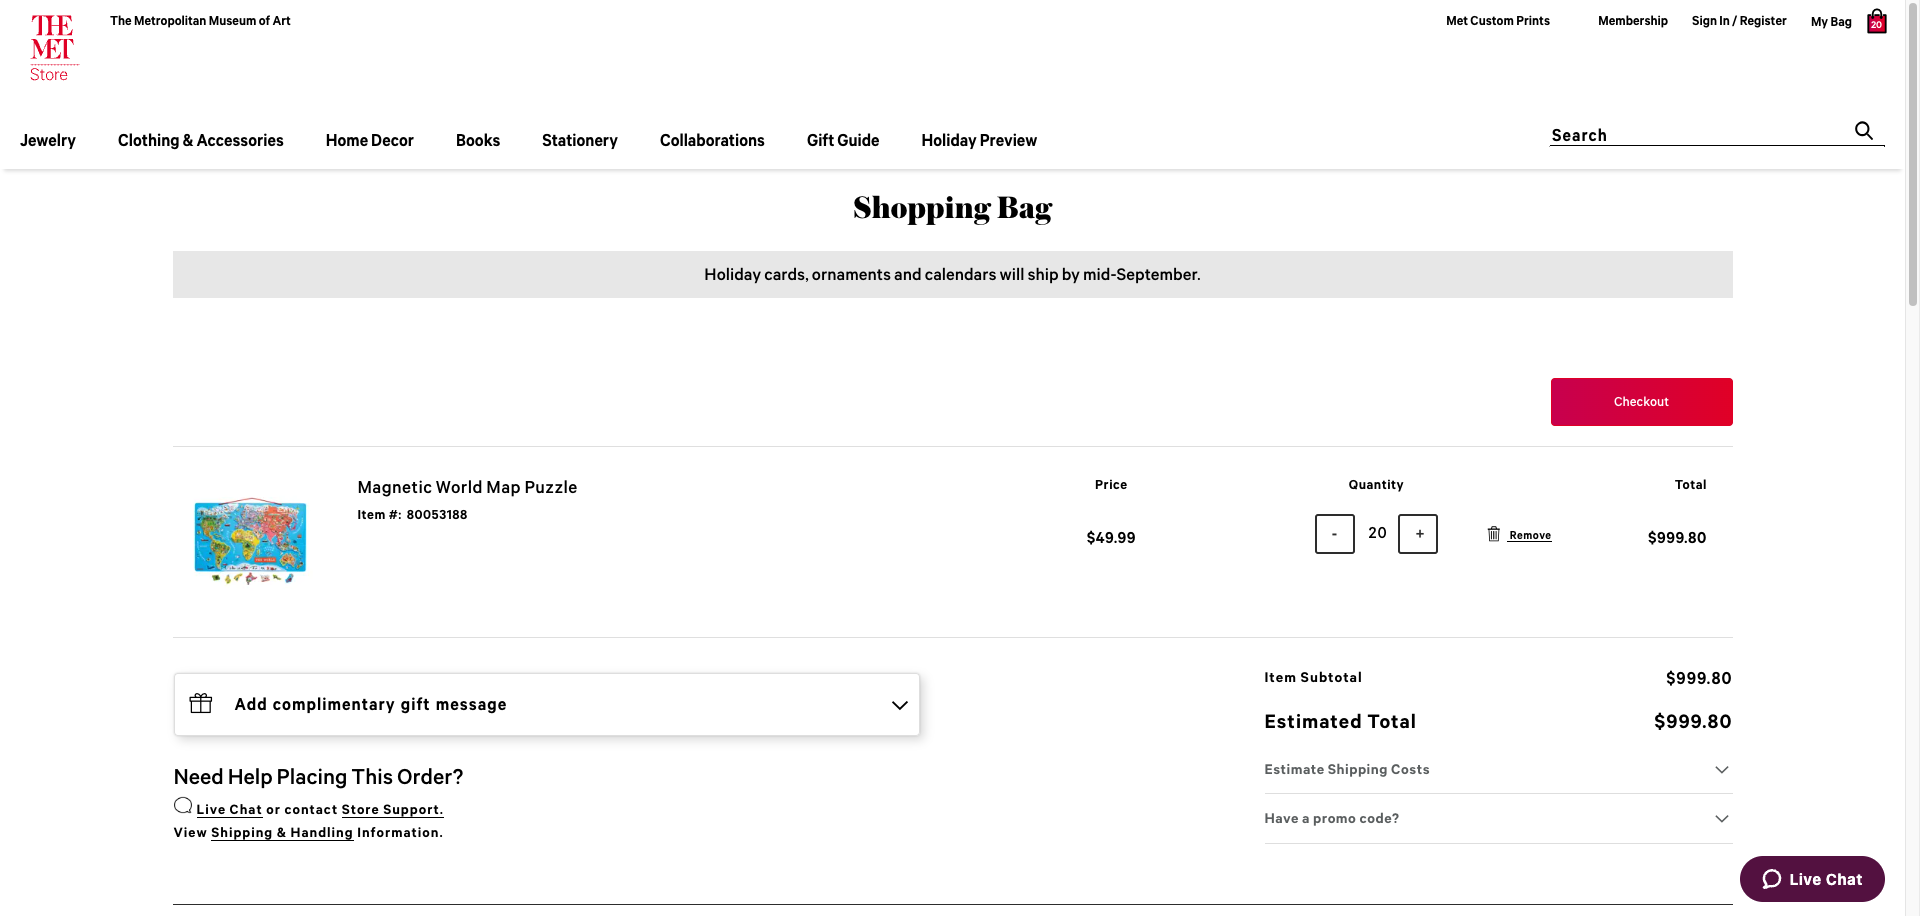 THE
MET
Store
The Metropolitan Museum of Art
Met Custom Prints
Membership
Sign In / Register
My Bag
20
Jewelry
Clothing & Accessories
Home Decor
Books
Stationery
Collaborations
Gift Guide
Holiday Preview
Search
Shopping Bag
Holiday cards, ornaments and calendars will ship by mid-September.
Checkout
Magnetic World Map Puzzle
Item #: 80053188
Price
$49.99
Quantity
- 20 +
Remove
Total
$999.80
Add complimentary gift message
Need Help Placing This Order?
Live Chat or contact Store Support.
View Shipping & Handling Information.
Item Subtotal $999.80
Estimated Total $999.80
Estimate Shipping Costs
Have a promo code?
Live Chat